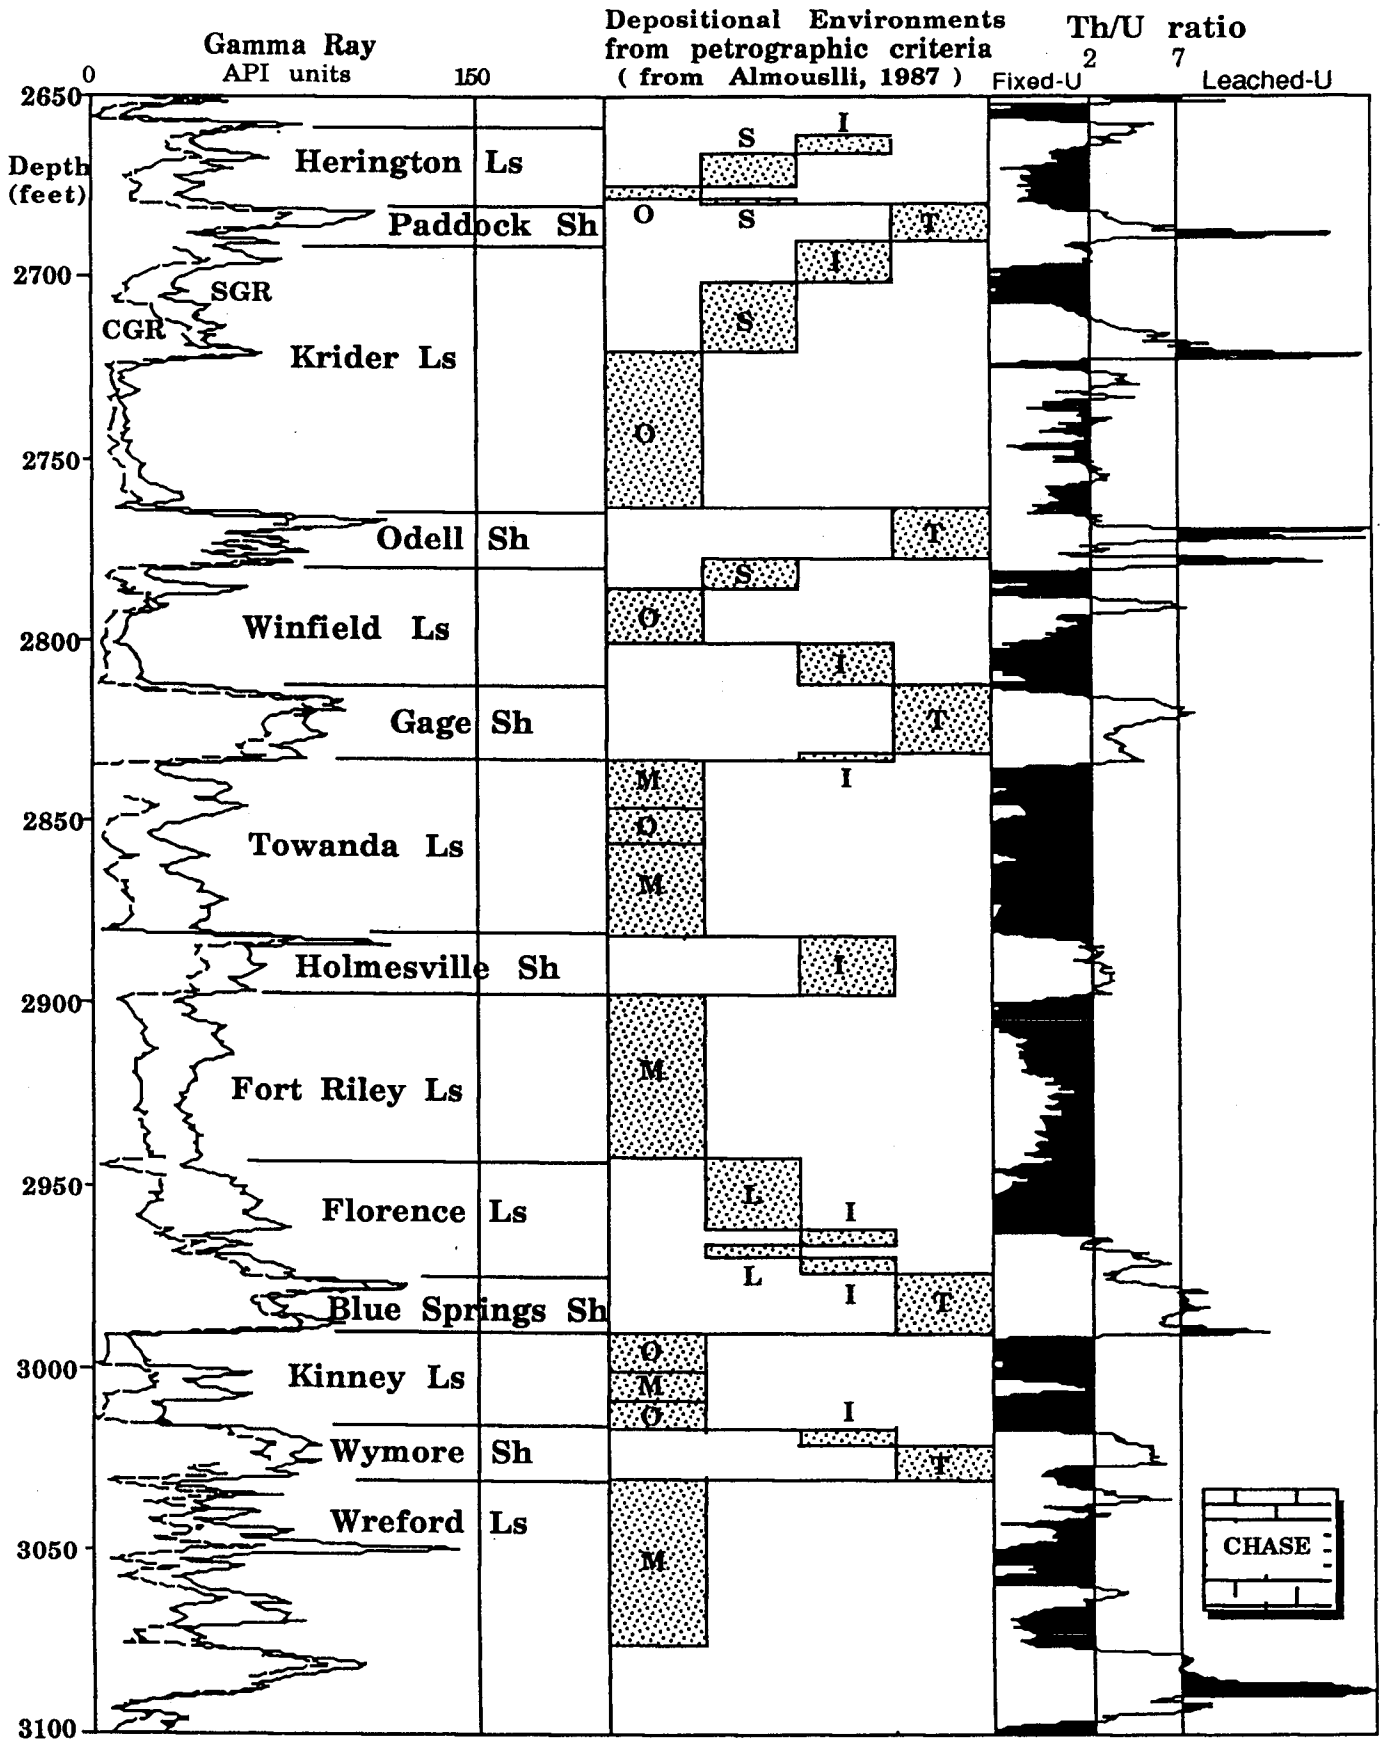 Gamma Ray
API units
0
150
Depositional Environments
from petrographic criteria
( from Almouslli, 1987 )
Th/U ratio
2
7
Fixed-U
Leached-U
Depth
(feet)
2650
2700
2750
2800
2850
2900
2950
3000
3050
3100
Herington Ls
Paddock Sh
SGR
CGR
Krider Ls
Odell Sh
Winfield Ls
Gage Sh
Towanda Ls
Holmesville Sh
Fort Riley Ls
Florence Ls
Blue Springs Sh
Kinney Ls
Wymore Sh
Wreford Ls
I
S
O
S
T
I
S
O
T
S
O
I
T
I
M
O
M
I
M
L
I
L
I
T
O
M
O
I
T
M
CHASE